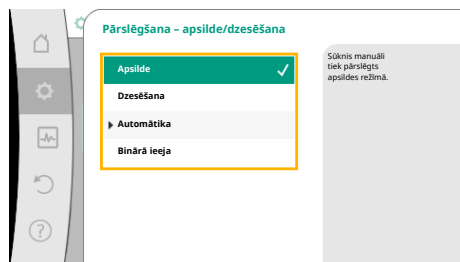 Pārslēgšana – apsilde/dzesēšana
Apsilde
Dzesēšana
Automātika
Binārā ieeja
Sūknis manuāli
tiek pārslēgts
apsildes režīmā.